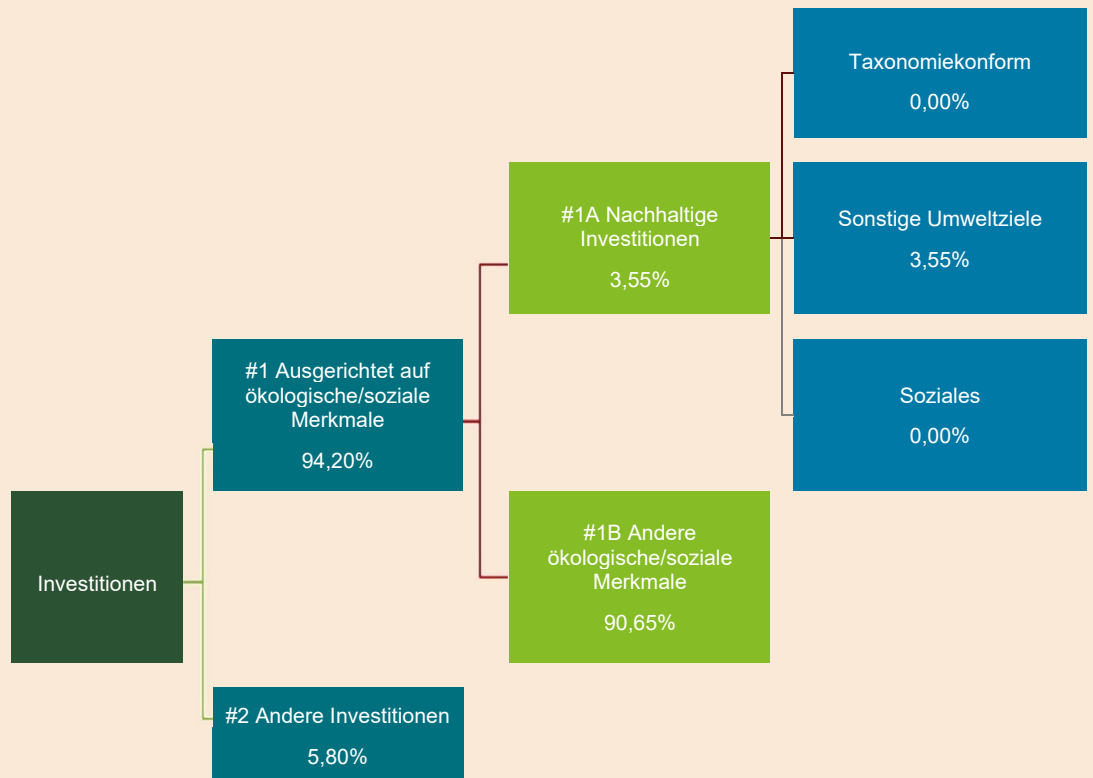 Investitionen
#1 Ausgerichtet auf
ökologische/soziale
Merkmale
94,20%
#2 Andere Investitionen
5,80%
#1A Nachhaltige
Investitionen
3,55%
#1B Andere
ökologische/soziale
Merkmale
90,65%
Taxonomiekonform
0,00%
Sonstige Umweltziele
3,55%
Soziales
0,00%